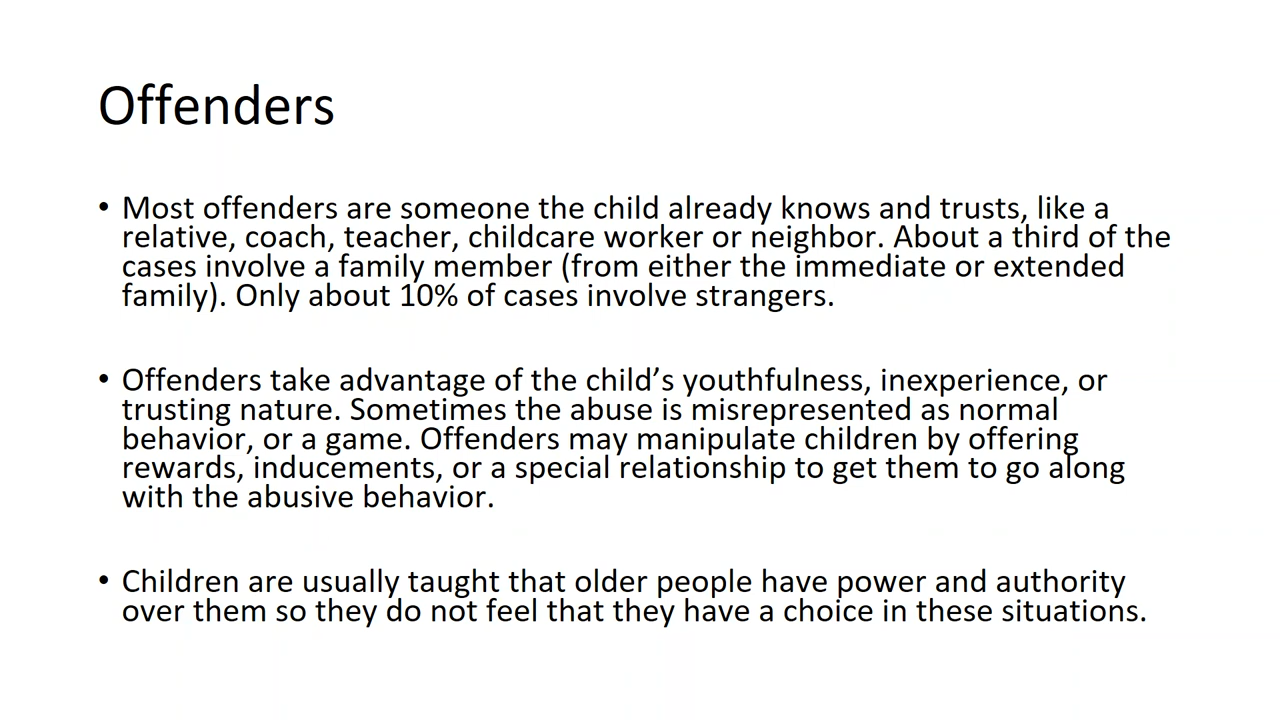 Offenders
• Most offenders are someone the child already knows and trusts, like a
relative, coach, teacher, childcare worker or neighbor. About a third of the
cases involve a family member (from either the immediate or extended
family). Only about 10% of cases involve strangers.
• Offenders take advantage of the child’s youthfulness, inexperience, or
trusting nature. Sometimes the abuse is misrepresented as normal
behavior, or a game. Offenders may manipulate children by offering
rewards, inducements, or a special relationship to get them to go along
with the abusive behavior.
• Children are usually taught that older people have power and authority
over them so they do not feel that they have a choice in these situations.